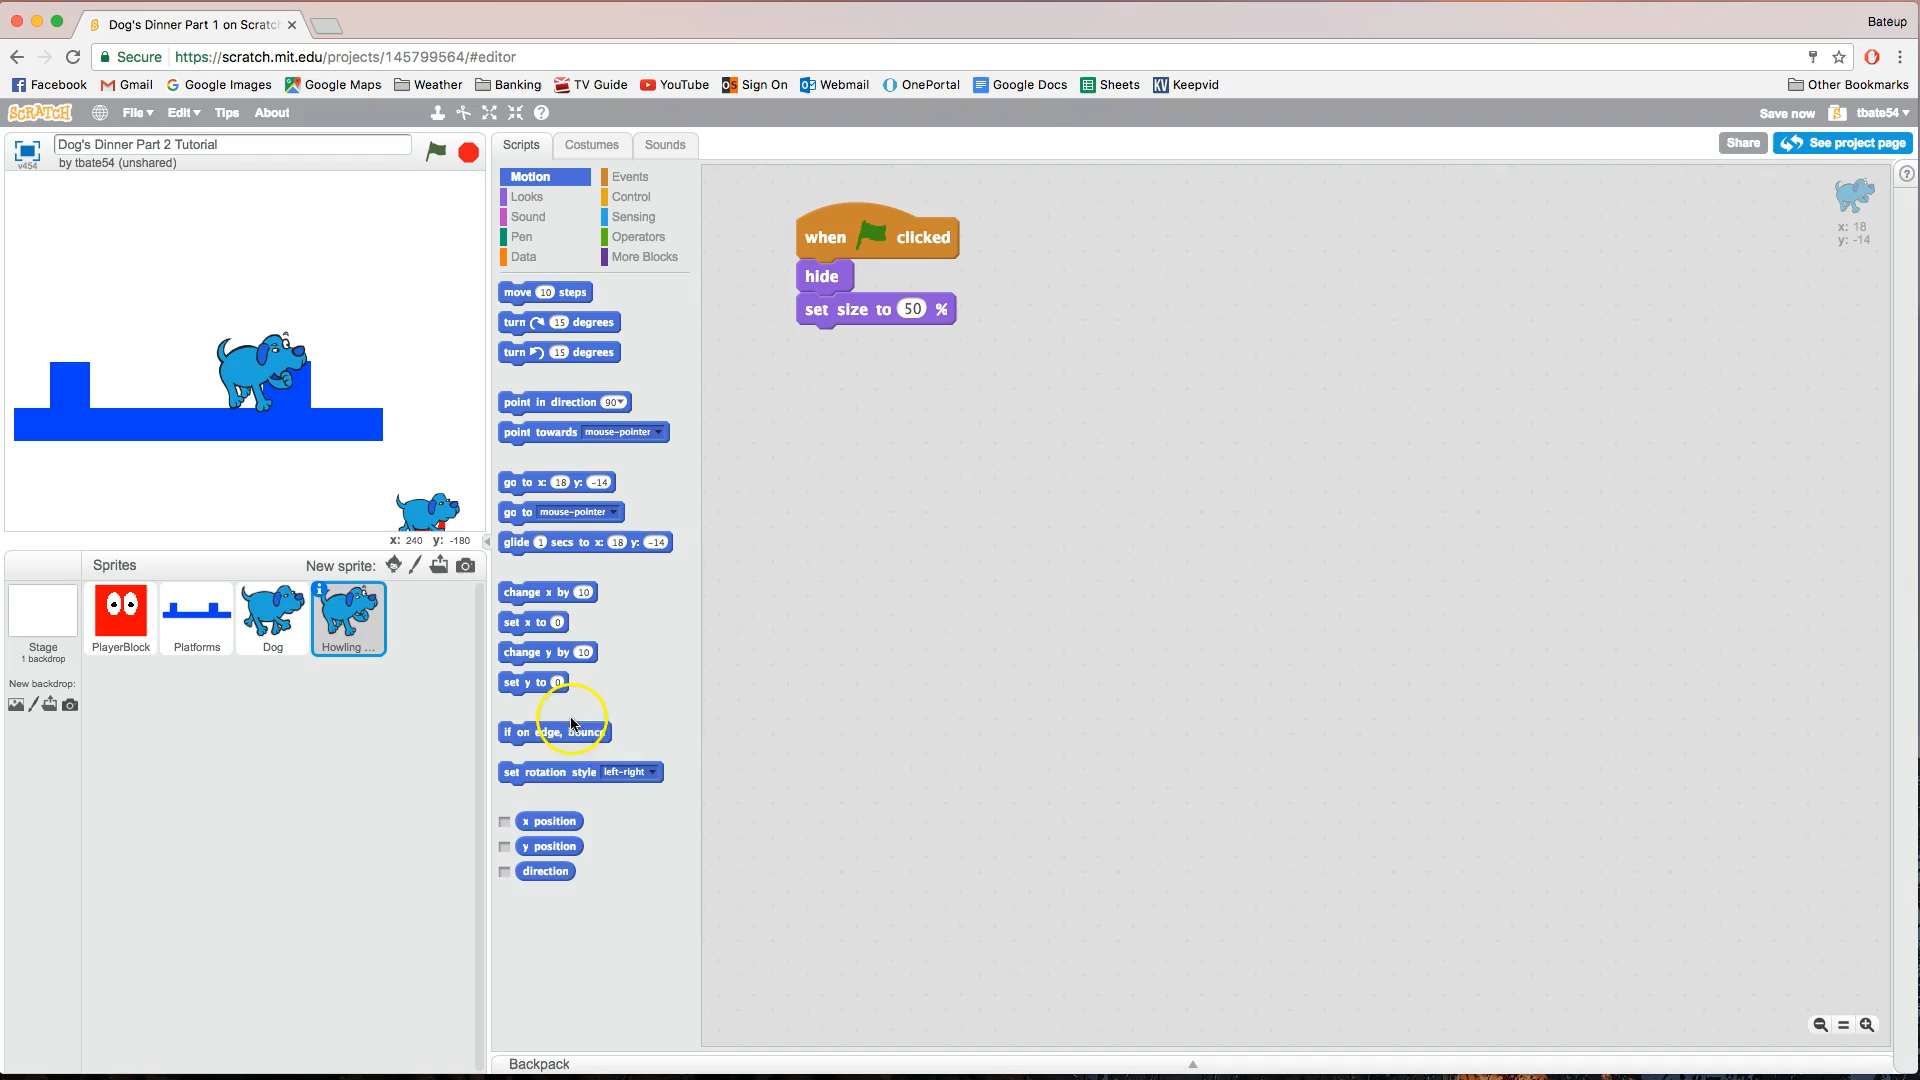 Dog's Dinner Part 1 on Scratch
Bateup
Secure
https://scratch.mit.edu/projects/145799564/#editor
Facebook
Gmail
Google Images
Google Maps
Weather
Banking
TV Guide
YouTube
Sign On
Webmail
OnePortal
Google Docs
Sheets
Keepvid
Other Bookmarks
SCRATCH
File
Edit
Tips
About
Save now
tbate54
v454
Dog's Dinner Part 2 Tutorial
by tbate54 (unshared)
Scripts
Costumes
Sounds
Share
See project page
Motion
Looks
Sound
Pen
Data
Events
Control
Sensing
Operators
More Blocks
move 10 steps
turn 15 degrees
turn 15 degrees
point in direction 90
point towards mouse-pointer
go to x: 18 y: -14
go to mouse-pointer
glide 1 secs to x: 18 y: -14
change x by 10
set x to 0
change y by 10
set y to 0
if on edge, bounce
set rotation style left-right
x position
y position
direction
when clicked
hide
set size to 50 %
x: 18
y: -14
x: 240 y: -180
Sprites
New sprite:
Stage
1 backdrop
New backdrop:
PlayerBlock
Platforms
Dog
Howling ...
Backpack